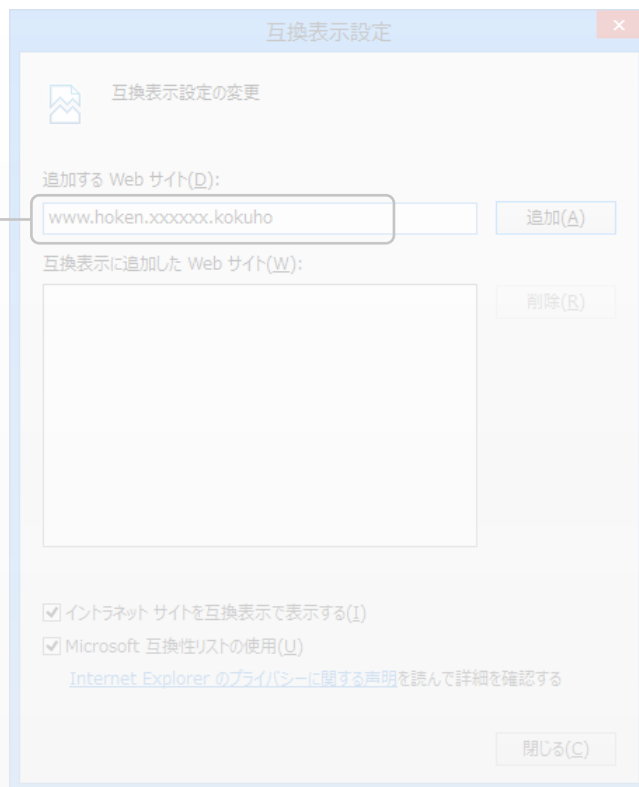 互換表示設定
互換表示設定の変更
追加する Web サイト(D):
www.hoken.xxxxxx.kokuho
追加(A)
互換表示に追加した Web サイト(W):
削除(R)
イントラネット サイトを互換表示で表示する(I)
Microsoft 互換性リストの使用(U)
Internet Explorer のプライバシーに関する声明を読んで詳細を確認する
閉じる(C)